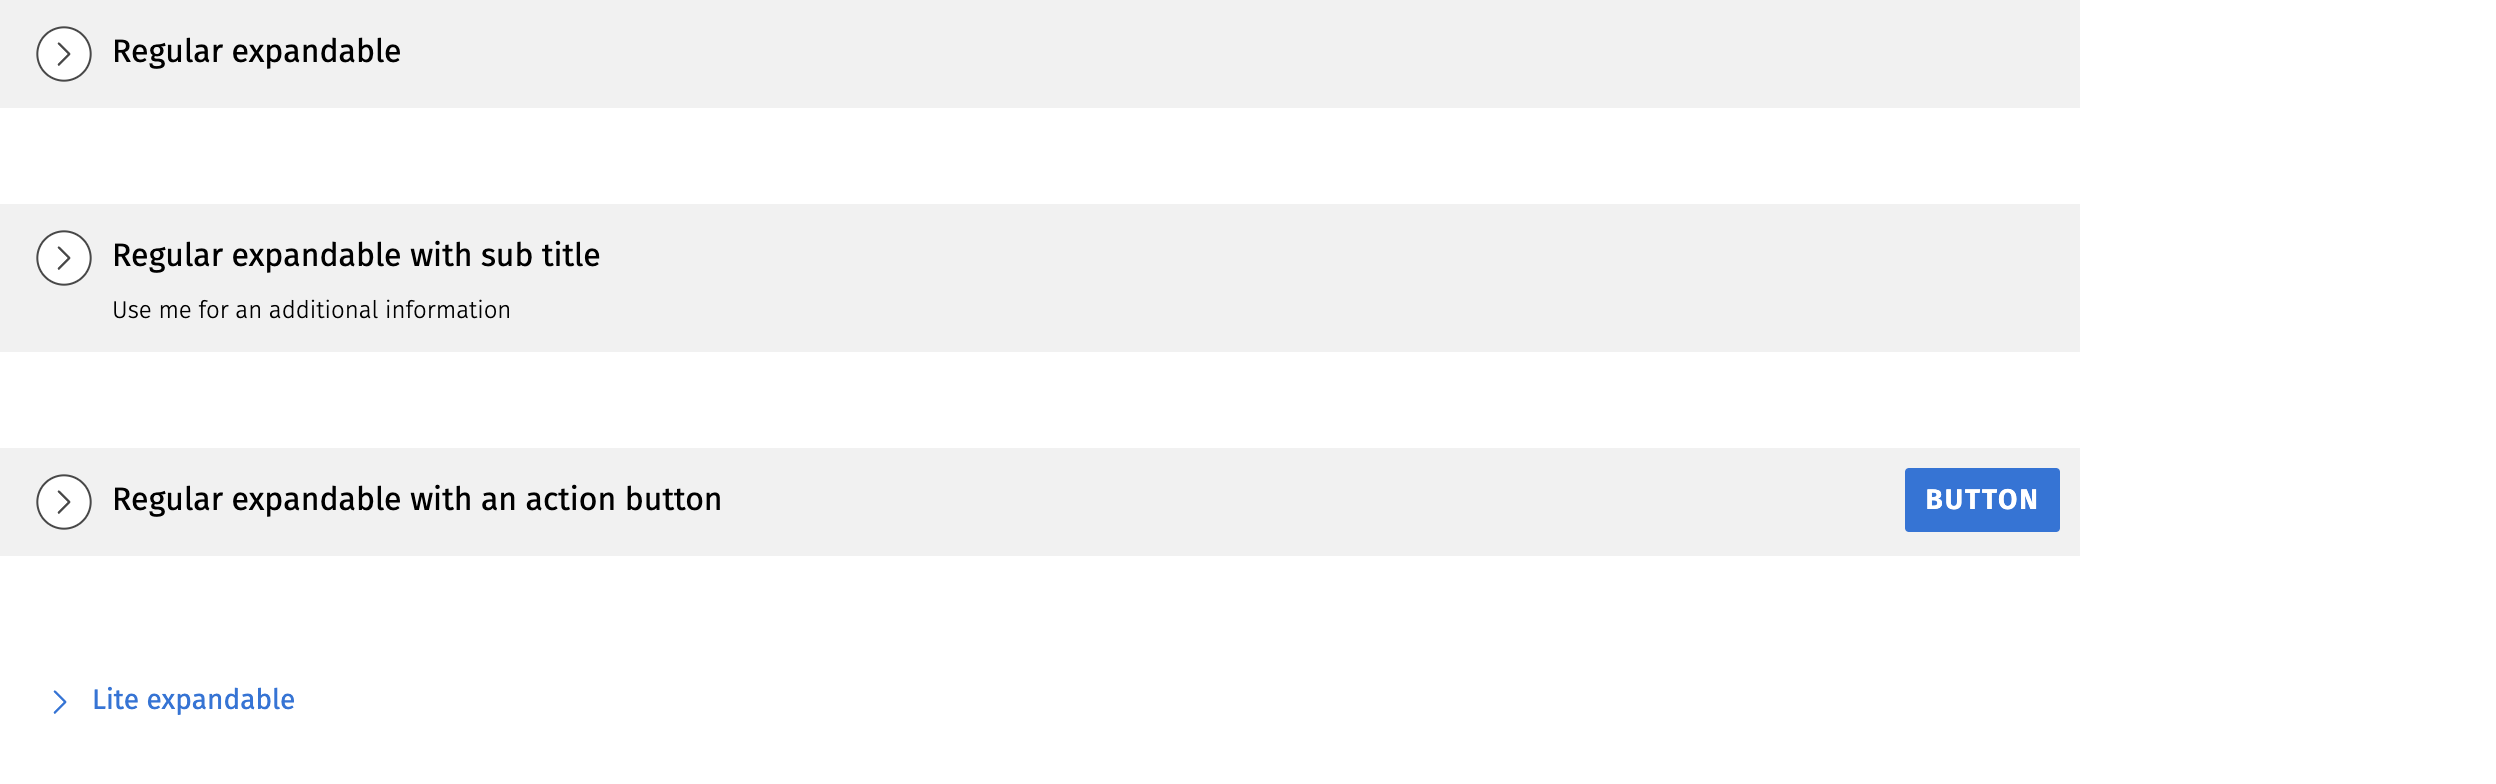 Regular expandable
Regular expandable with sub title
Use me for an additional information
Regular expandable with an action button
BUTTON
Lite expandable